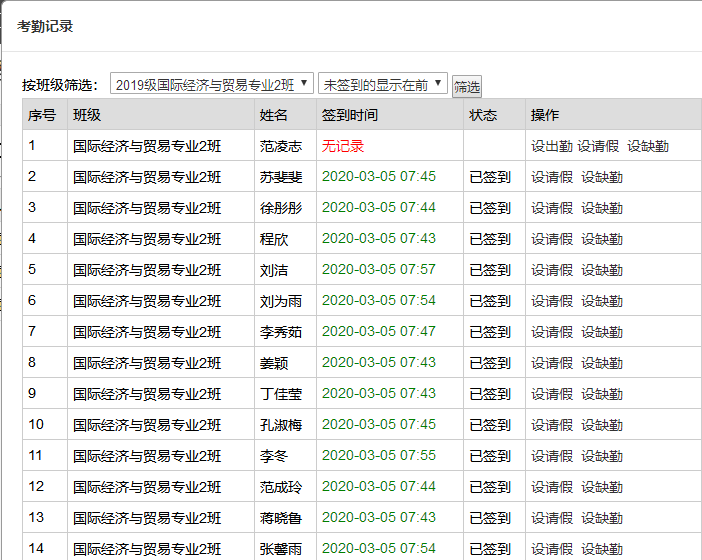 考勤记录
按班级筛选： 2019级国际经济与贸易专业2班 未签到的显示在前 筛选
序号 班级 姓名 签到时间 状态 操作
1 国际经济与贸易专业2班 范凌志 无记录 设出勤 设请假 设缺勤
2 国际经济与贸易专业2班 苏斐斐 2020-03-05 07:45 已签到 设请假 设缺勤
3 国际经济与贸易专业2班 徐彤彤 2020-03-05 07:44 已签到 设请假 设缺勤
4 国际经济与贸易专业2班 程欣 2020-03-05 07:43 已签到 设请假 设缺勤
5 国际经济与贸易专业2班 刘洁 2020-03-05 07:57 已签到 设请假 设缺勤
6 国际经济与贸易专业2班 刘为雨 2020-03-05 07:54 已签到 设请假 设缺勤
7 国际经济与贸易专业2班 李秀茹 2020-03-05 07:47 已签到 设请假 设缺勤
8 国际经济与贸易专业2班 姜颖 2020-03-05 07:43 已签到 设请假 设缺勤
9 国际经济与贸易专业2班 丁佳莹 2020-03-05 07:43 已签到 设请假 设缺勤
10 国际经济与贸易专业2班 孔淑梅 2020-03-05 07:45 已签到 设请假 设缺勤
11 国际经济与贸易专业2班 李冬 2020-03-05 07:55 已签到 设请假 设缺勤
12 国际经济与贸易专业2班 范成玲 2020-03-05 07:44 已签到 设请假 设缺勤
13 国际经济与贸易专业2班 蒋晓鲁 2020-03-05 07:43 已签到 设请假 设缺勤
14 国际经济与贸易专业2班 张馨雨 2020-03-05 07:54 已签到 设请假 设缺勤